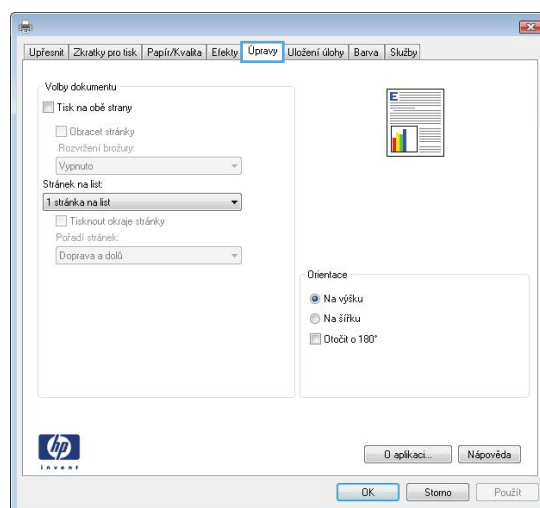 Upřesnit Zkratky pro tisk Papír/Kvalita Efekty Úpravy Uložení úlohy Barva Služby
Volby dokumentu
Tisk na obě strany
Obracet stránky
Rozvržení brožury:
Vypnuto
Stránek na list:
1 stránka na list
Tisknout okraje stránky
Pořadí stránek:
Doprava a dolů
E
Orientace
Na výšku
Na šířku
Otočit o 180°
hp
invent
O aplikaci... Nápověda
OK Storno Použít